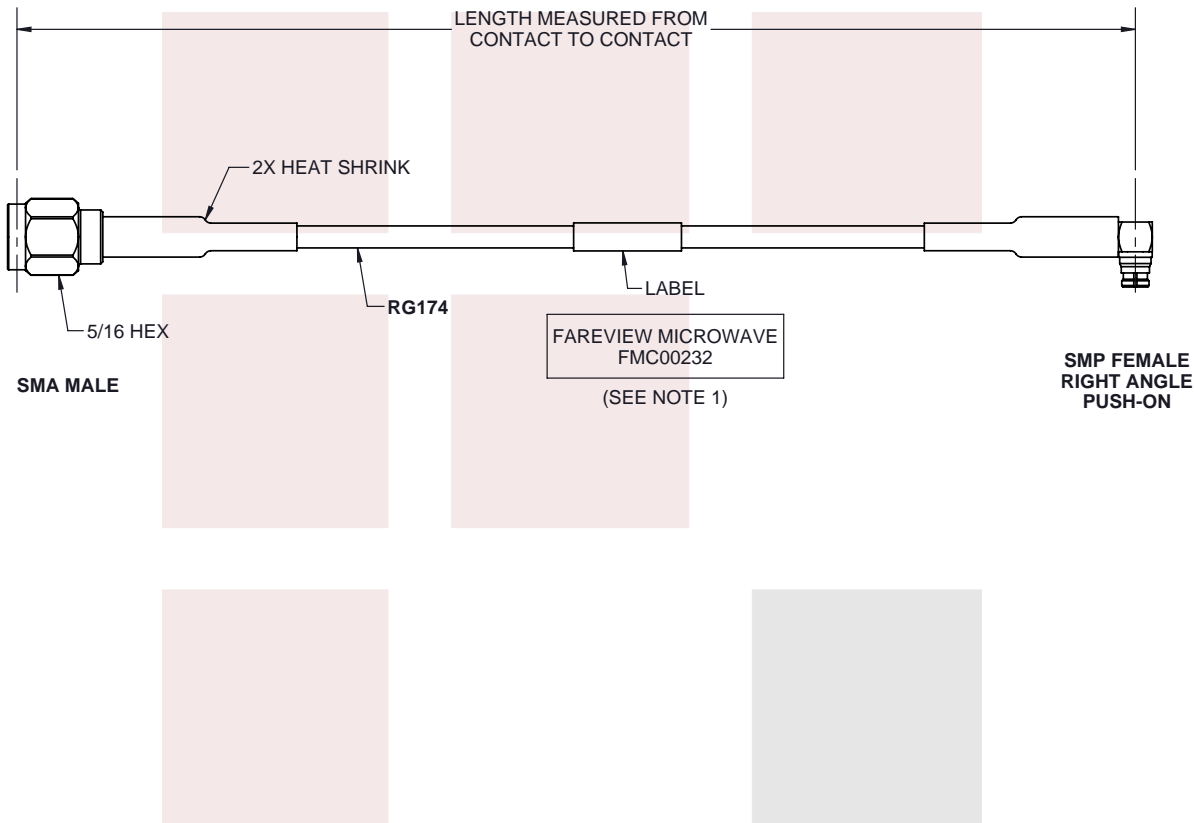 LENGTH MEASURED FROM
CONTACT TO CONTACT
2X HEAT SHRINK
LABEL
RG174
5/16 HEX
FAREVIEW MICROWAVE
FMC00232
(SEE NOTE 1)
SMA MALE
SMP FEMALE
RIGHT ANGLE
PUSH-ON